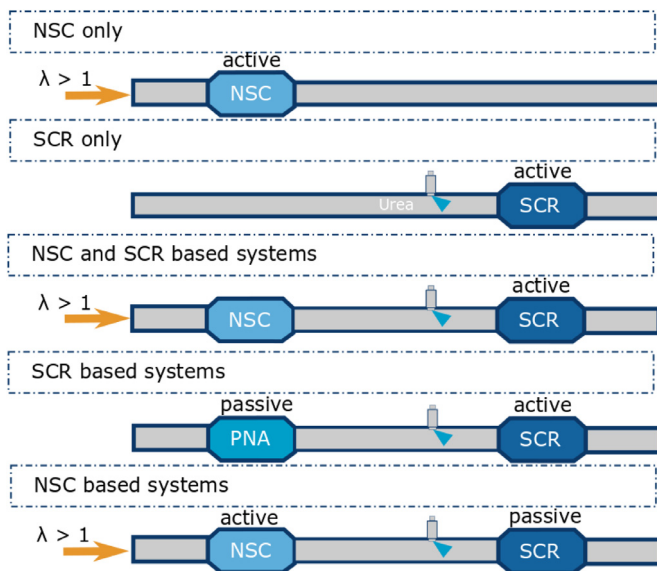 NSC only
active
λ > 1
NSC
SCR only
active
Urea
SCR
NSC and SCR based systems
active
λ > 1
NSC
SCR
SCR based systems
passive
active
PNA
SCR
NSC based systems
active
passive
λ > 1
NSC
SCR